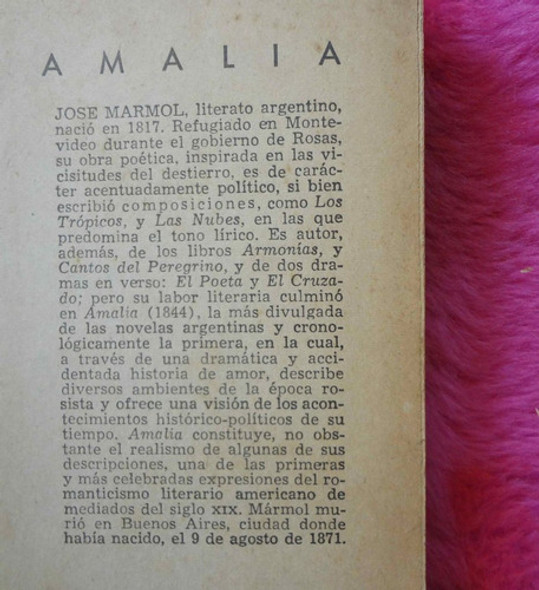 AMALIA
JOSE MARMOL, literato argentino,
nació en 1817. Refugiado en Monte-
video durante el gobierno de Rosas,
su obra poética, inspirada en las vi-
cisitudes del destierro, es de carác-
ter acentuadamente político, si bien
escribió composiciones, como Los
Trópicos, y Las Nubes, en las que
predomina el tono lírico. Es autor,
además, de los libros Armonías, y
Cantos del Peregrino, y de dos dra-
mas en verso: El Poeta y El Cruza-
do; pero su labor literaria culminó
en Amalia (1844), la más divulgada
de las novelas argentinas y crono-
lógicamente la primera, en la cual,
a través de una dramática y acci-
dentada historia de amor, describe
diversos ambientes de la época ro-
sista y ofrece una visión de los acon-
tecimientos histórico-políticos de su
tiempo. Amalia constituye, no obs-
tante el realismo de algunas de sus
descripciones, una de las primeras
y más celebradas expresiones del ro-
manticismo literario americano de
mediados del siglo XIX. Mármol mu-
rió en Buenos Aires, ciudad donde
había nacido, el 9 de agosto de 1871.